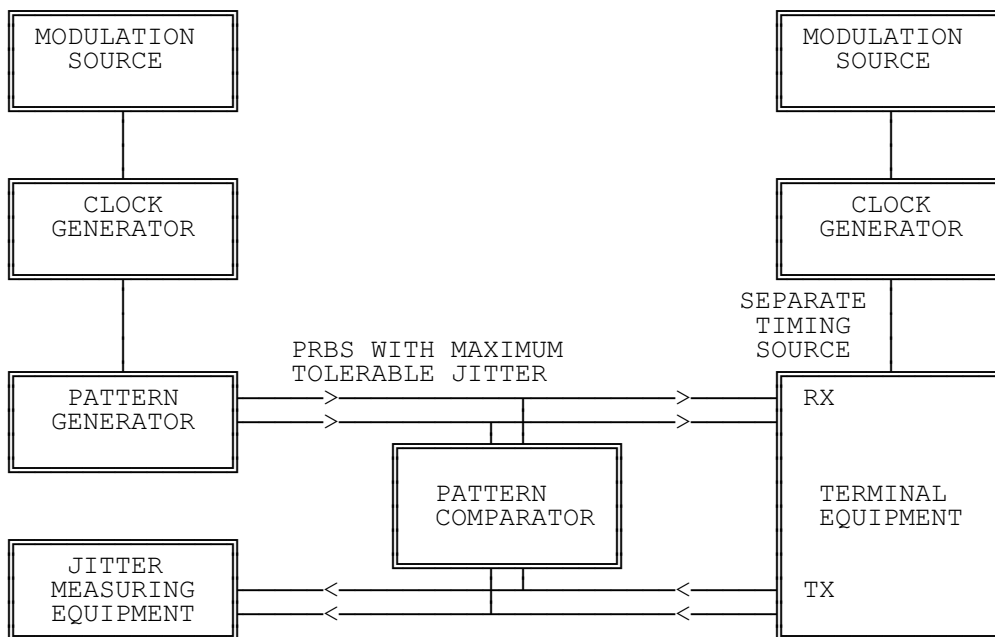 MODULATION
SOURCE
MODULATION
SOURCE
CLOCK
GENERATOR
CLOCK
GENERATOR
SEPARATE
TIMING
SOURCE
PRBS WITH MAXIMUM
TOLERABLE JITTER
PATTERN
GENERATOR
RX
PATTERN
COMPARATOR
TERMINAL
EQUIPMENT
JITTER
MEASURING
EQUIPMENT
TX